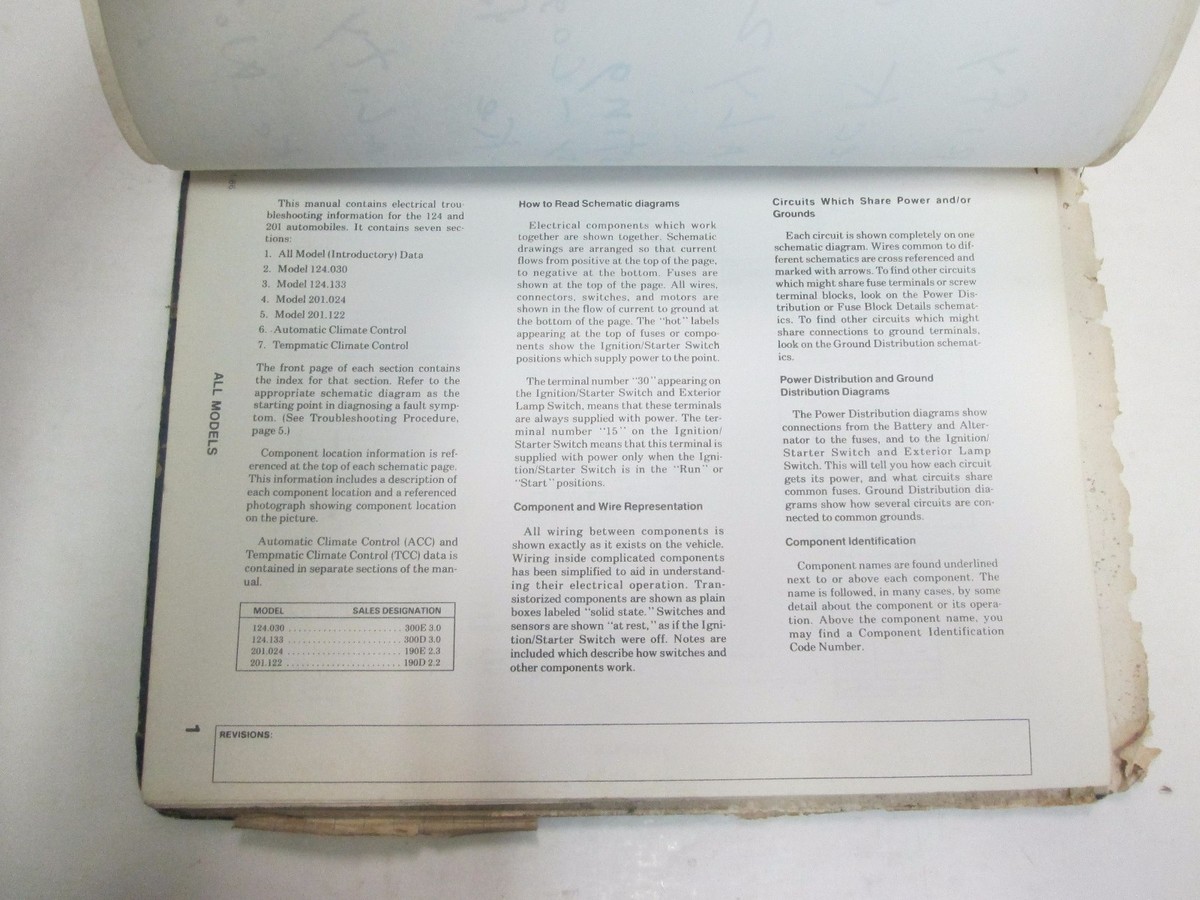 This manual contains electrical trou-
bleshooting information for the 124 and
201 automobiles. It contains seven sec-
tions:
1. All Model (Introductory) Data
2. Model 124.030
3. Model 124.133
4. Model 201.024
5. Model 201.122
6. Automatic Climate Control
7. Tempmatic Climate Control
The front page of each section contains
the index for that section. Refer to the
appropriate schematic diagram as the
starting point in diagnosing a fault symp-
tom. (See Troubleshooting Procedure,
page 5.)
Component location information is ref-
erenced at the top of each schematic page.
This information includes a description of
each component location and a referenced
photograph showing component location
on the picture.
Automatic Climate Control (ACC) and
Tempmatic Climate Control (TCC) data is
contained in separate sections of the man-
ual.
MODEL SALES DESIGNATION
124.030 ........................ 300E 3.0
124.133 ........................ 300D 3.0
201.024 ........................ 190E 2.3
201.122 ........................ 190D 2.2
How to Read Schematic diagrams
Electrical components which work
together are shown together. Schematic
drawings are arranged so that current
flows from positive at the top of the page,
to negative at the bottom. Fuses are
shown at the top of the page. All wires,
connectors, switches, and motors are
shown in the flow of current to ground at
the bottom of the page. The "hot" labels
appearing at the top of fuses or compo-
nents show the Ignition/Starter Switch
positions which supply power to the point.
The terminal number "30" appearing on
the Ignition/Starter Switch and Exterior
Lamp Switch, means that these terminals
are always supplied with power. The ter-
minal number "15" on the Ignition/
Starter Switch means that this terminal is
supplied with power only when the Igni-
tion/Starter Switch is in the "Run" or
"Start" positions.
Component and Wire Representation
All wiring between components is
shown exactly as it exists on the vehicle.
Wiring inside complicated components
has been simplified to aid in understand-
ing their electrical operation. Tran-
sistorized components are shown as plain
boxes labeled "solid state." Switches and
sensors are shown "at rest," as if the Igni-
tion/Starter Switch were off. Notes are
included which describe how switches and
other components work.
Circuits Which Share Power and/or
Grounds
Each circuit is shown completely on one
schematic diagram. Wires common to dif-
ferent schematics are cross referenced and
marked with arrows. To find other circuits
which might share fuse terminals or screw
terminal blocks, look on the Power Dis-
tribution or Fuse Block Details schemat-
ics. To find other circuits which might
share connections to ground terminals,
look on the Ground Distribution schemat-
ics.
Power Distribution and Ground
Distribution Diagrams
The Power Distribution diagrams show
connections from the Battery and Alter-
nator to the fuses, and to the Ignition/
Starter Switch and Exterior Lamp
Switch. This will tell you how each circuit
gets its power, and what circuits share
common fuses. Ground Distribution dia-
grams show how several circuits are con-
nected to common grounds.
Component Identification
Component names are found underlined
next to or above each component. The
name is followed, in many cases, by some
detail about the component or its opera-
tion. Above the component name, you
may find a Component Identification
Code Number.
ALL MODELS
1
REVISIONS: